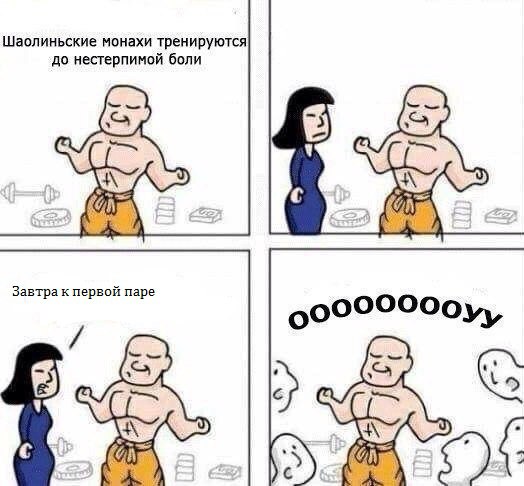 Шаолиньские монахи тренируются
до нестерпимой боли
Завтра к первой паре
ООООООООУУ